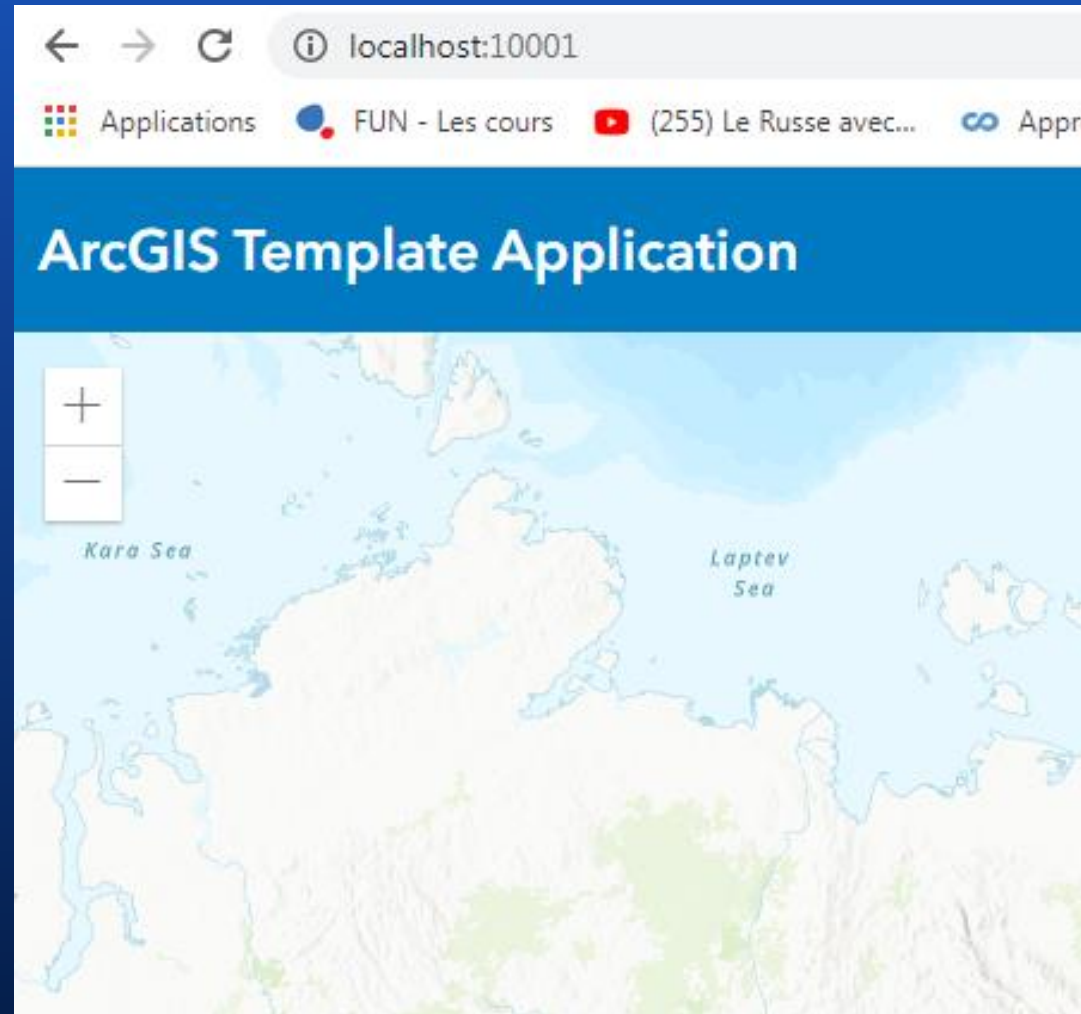 localhost:10001
Applications FUN - Les cours (255) Le Russe avec... Appr
ArcGIS Template Application
+
−
Kara Sea
Laptev
Sea